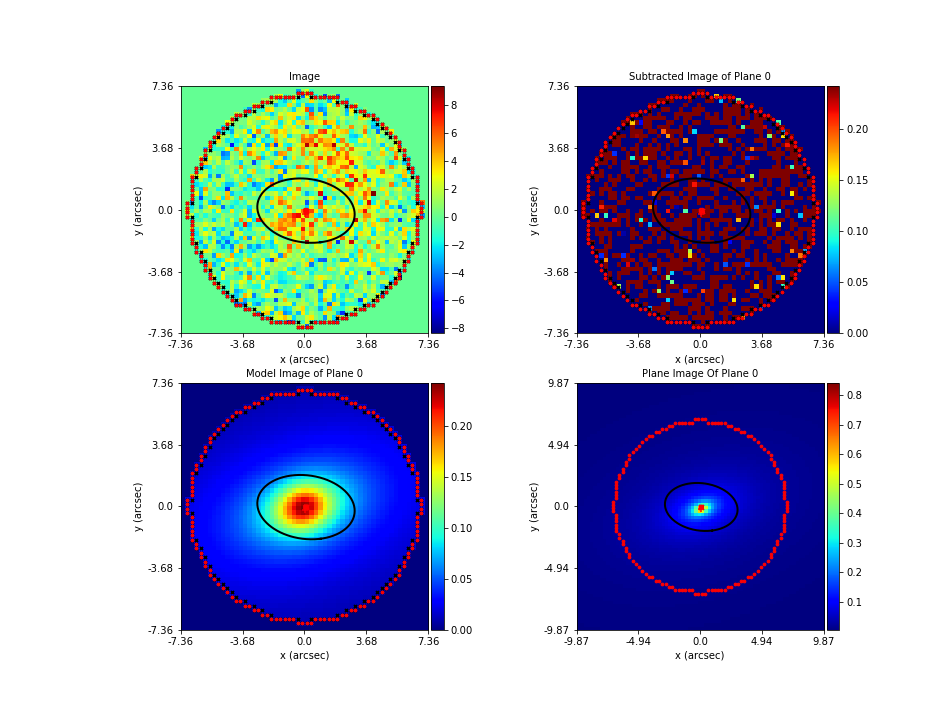 Image
7.36
3.68
0.0
-3.68
-7.36
y (arcsec)
-7.36 -3.68 0.0 3.68 7.36
x (arcsec)
8
6
4
2
0
−2
−4
−6
−8
Subtracted Image of Plane 0
7.36
3.68
0.0
-3.68
-7.36
y (arcsec)
-7.36 -3.68 0.0 3.68 7.36
x (arcsec)
0.20
0.15
0.10
0.05
0.00
Model Image of Plane 0
7.36
3.68
0.0
-3.68
-7.36
y (arcsec)
-7.36 -3.68 0.0 3.68 7.36
x (arcsec)
0.20
0.15
0.10
0.05
0.00
Plane Image Of Plane 0
9.87
4.94
0.0
-4.94
-9.87
y (arcsec)
-9.87 -4.94 0.0 4.94 9.87
x (arcsec)
0.8
0.7
0.6
0.5
0.4
0.3
0.2
0.1